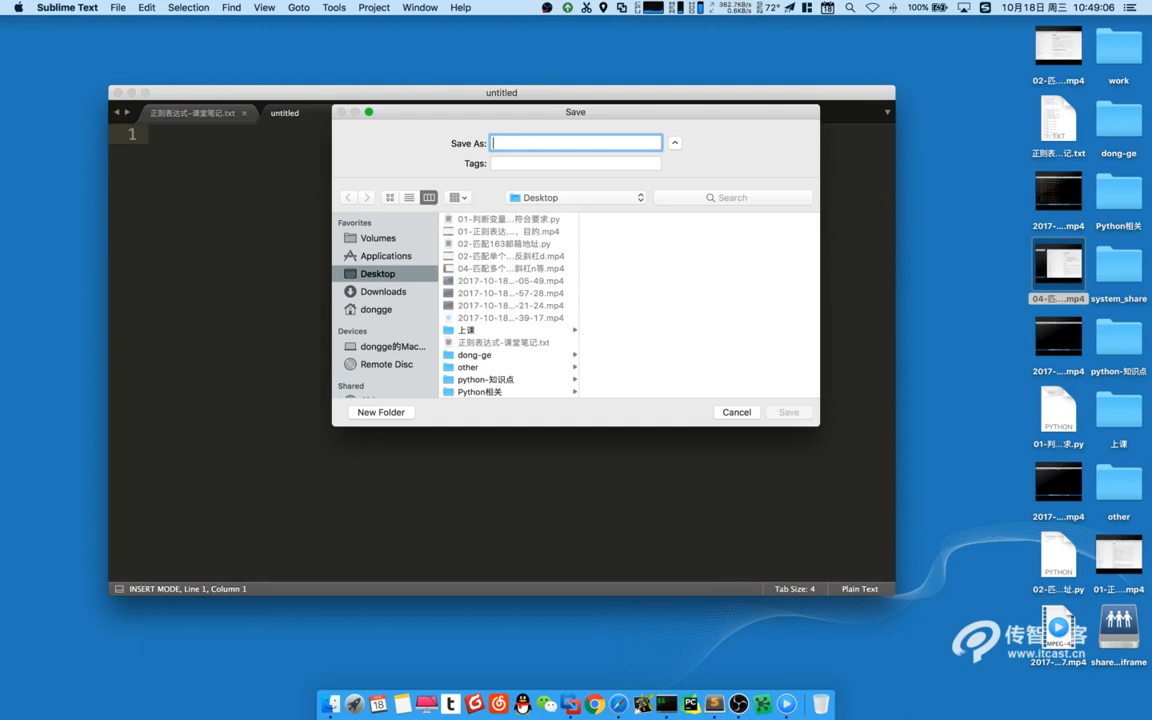 Sublime Text File Edit Selection Find View Goto Tools Project Window Help
362.7KB/s
0.6KB/s
72° 18 100% 10月18日 周三 10:49:06
untitled
正则表达式-课堂笔记.txt × untitled
1
Save
Save As:
Tags:
Desktop
Search
Favorites
Volumes
Applications
Desktop
Downloads
dongge
Devices
dongge的Mac...
Remote Disc
Shared
01-判断变量...符合要求.py
01-正则表达...、目的.mp4
02-匹配163邮箱地址.py
02-匹配单个...反斜杠d.mp4
04-匹配多个...斜杠n等.mp4
2017-10-18...-05-49.mp4
2017-10-18...-57-28.mp4
2017-10-18...-21-24.mp4
2017-10-18...-39-17.mp4
上课
正则表达式-课堂笔记.txt
dong-ge
other
python-知识点
Python相关
New Folder Cancel Save
INSERT MODE, Line 1, Column 1 Tab Size: 4 Plain Text
02-匹....mp4 work
TXT
正则表...记.txt dong-ge
2017-....mp4 Python相关
04-匹....mp4 system_share
2017-....mp4 python-知识点
PYTHON
01-判...求.py 上课
2017-....mp4 other
PYTHON
02-匹...址.py 01-正....mp4
MPEG-4
2017-...7.mp4 share...iframe
传智播客
www.itcast.cn
18
PC